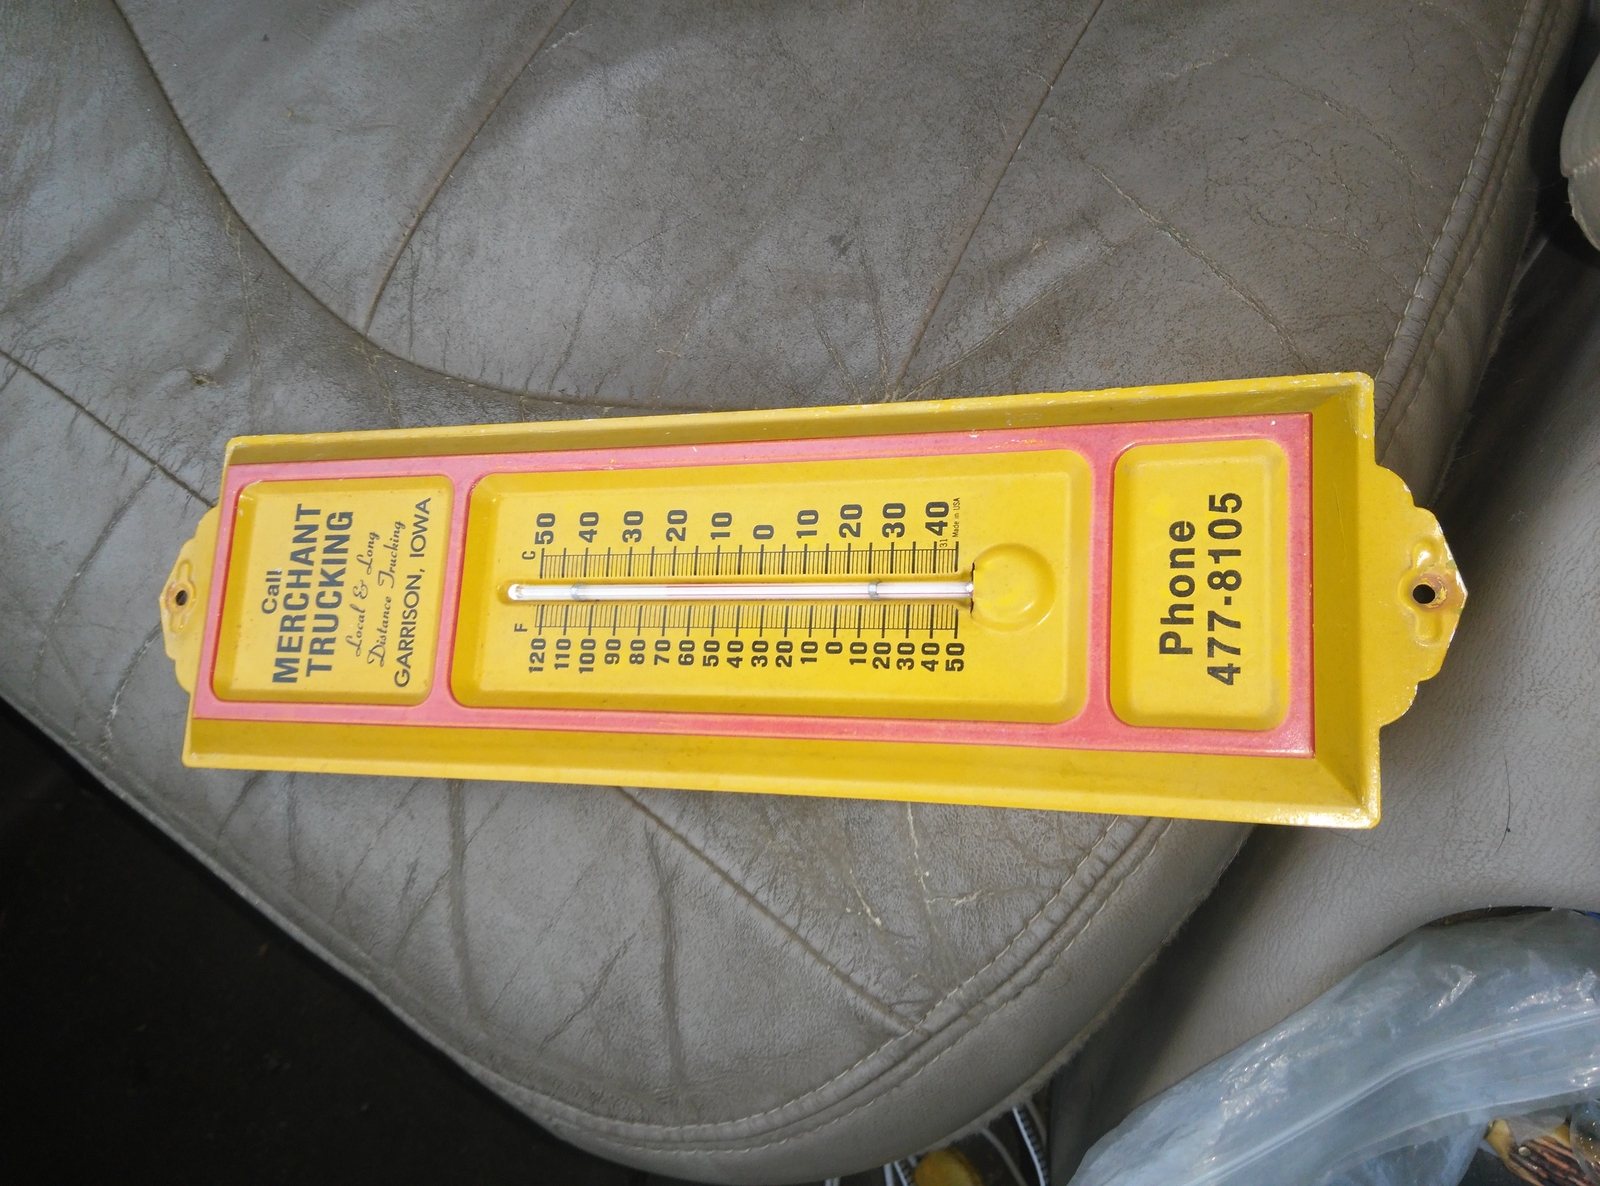 Call
MERCHANT
TRUCKING
Local & Long
Distance Trucking
GARRISON, IOWA
F C
120 50
110
100 40
90
80 30
70
60 20
50 10
40
30 0
20
10 10
0
10 20
20
30 30
40 40
50
31 Made in USA
Phone
477-8105